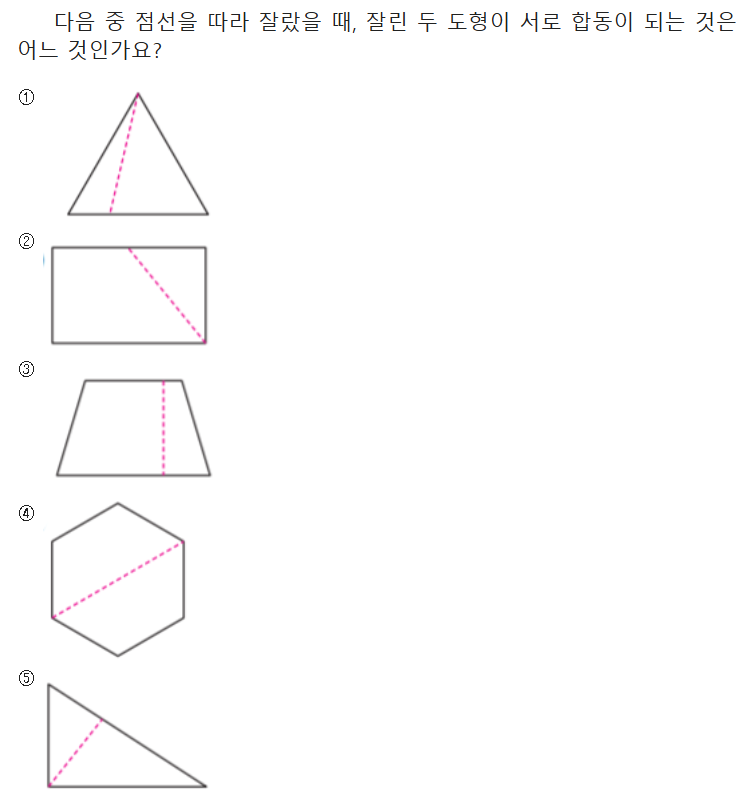 다음 중 점선을 따라 잘랐을 때, 잘린 두 도형이 서로 합동이 되는 것은
어느 것인가요?
①
②
③
④
⑤